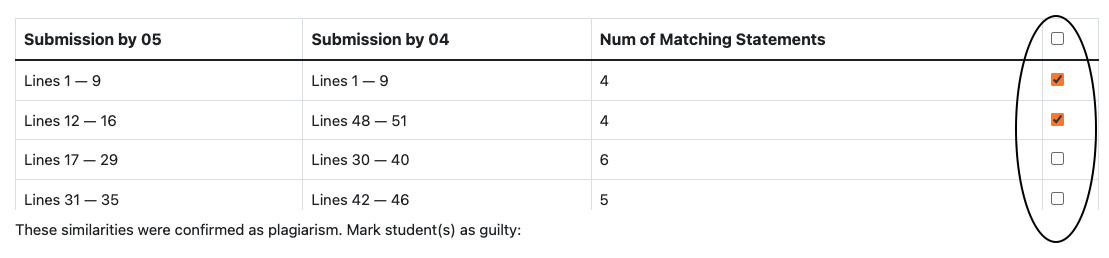 Submission by 05 Submission by 04 Num of Matching Statements
Lines 1 — 9 Lines 1 — 9 4
Lines 12 — 16 Lines 48 — 51 4
Lines 17 — 29 Lines 30 — 40 6
Lines 31 — 35 Lines 42 — 46 5
These similarities were confirmed as plagiarism. Mark student(s) as guilty: